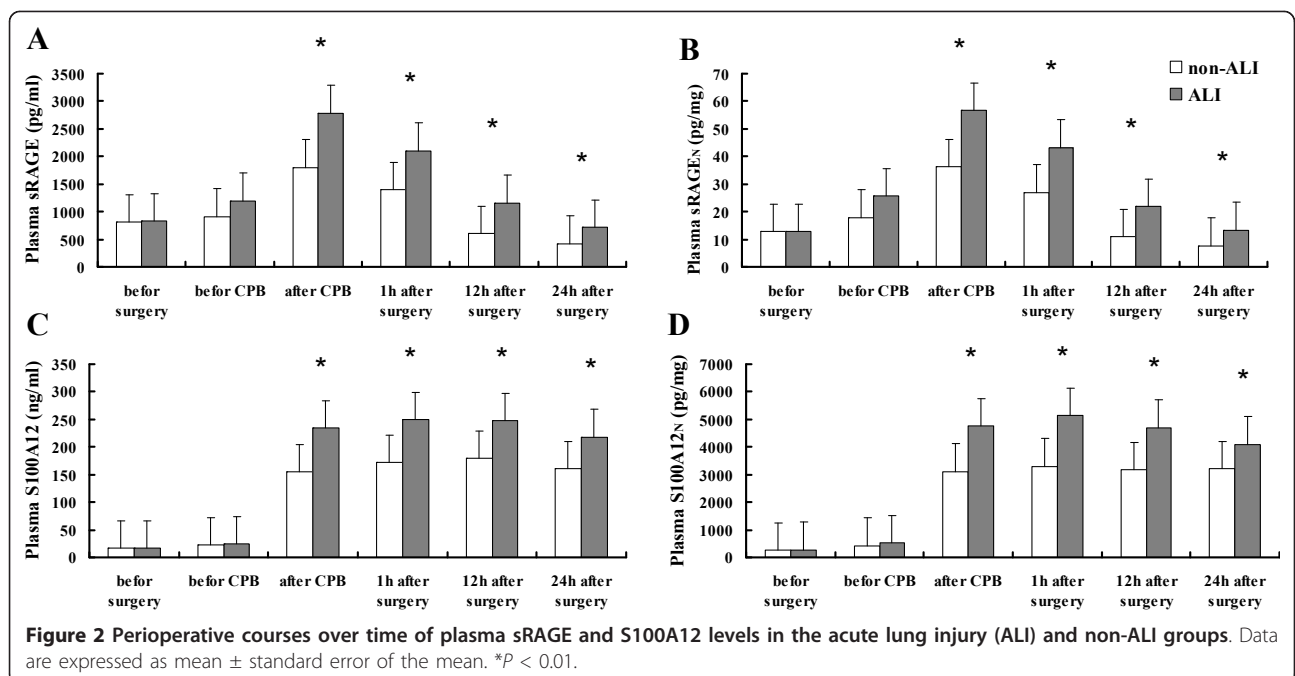 A
*
*
*
*
Plasma sRAGE (pg/ml)
3500
3000
2500
2000
1500
1000
500
0
befor surgery
befor CPB
after CPB
1h after surgery
12h after surgery
24h after surgery
B
*
*
*
*
non-ALI
ALI
Plasma sRAGEN (pg/mg)
70
60
50
40
30
20
10
0
befor surgery
befor CPB
after CPB
1h after surgery
12h after surgery
24h after surgery
C
*
*
*
*
Plasma S100A12 (ng/ml)
350
300
250
200
150
100
50
0
befor surgery
befor CPB
after CPB
1h after surgery
12h after surgery
24h after surgery
D
*
*
*
*
Plasma S100A12N (pg/mg)
7000
6000
5000
4000
3000
2000
1000
0
befor surgery
befor CPB
after CPB
1h after surgery
12h after surgery
24h after surgery
Figure 2 Perioperative courses over time of plasma sRAGE and S100A12 levels in the acute lung injury (ALI) and non-ALI groups. Data
are expressed as mean ± standard error of the mean. *P < 0.01.